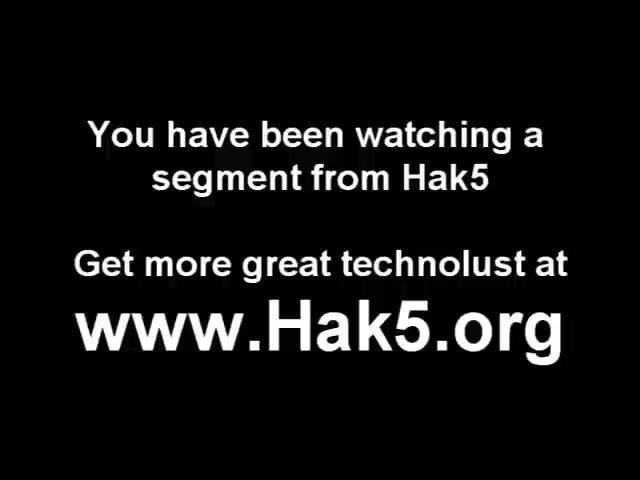 You have been watching a
segment from Hak5
Get more great technolust at
www.Hak5.org